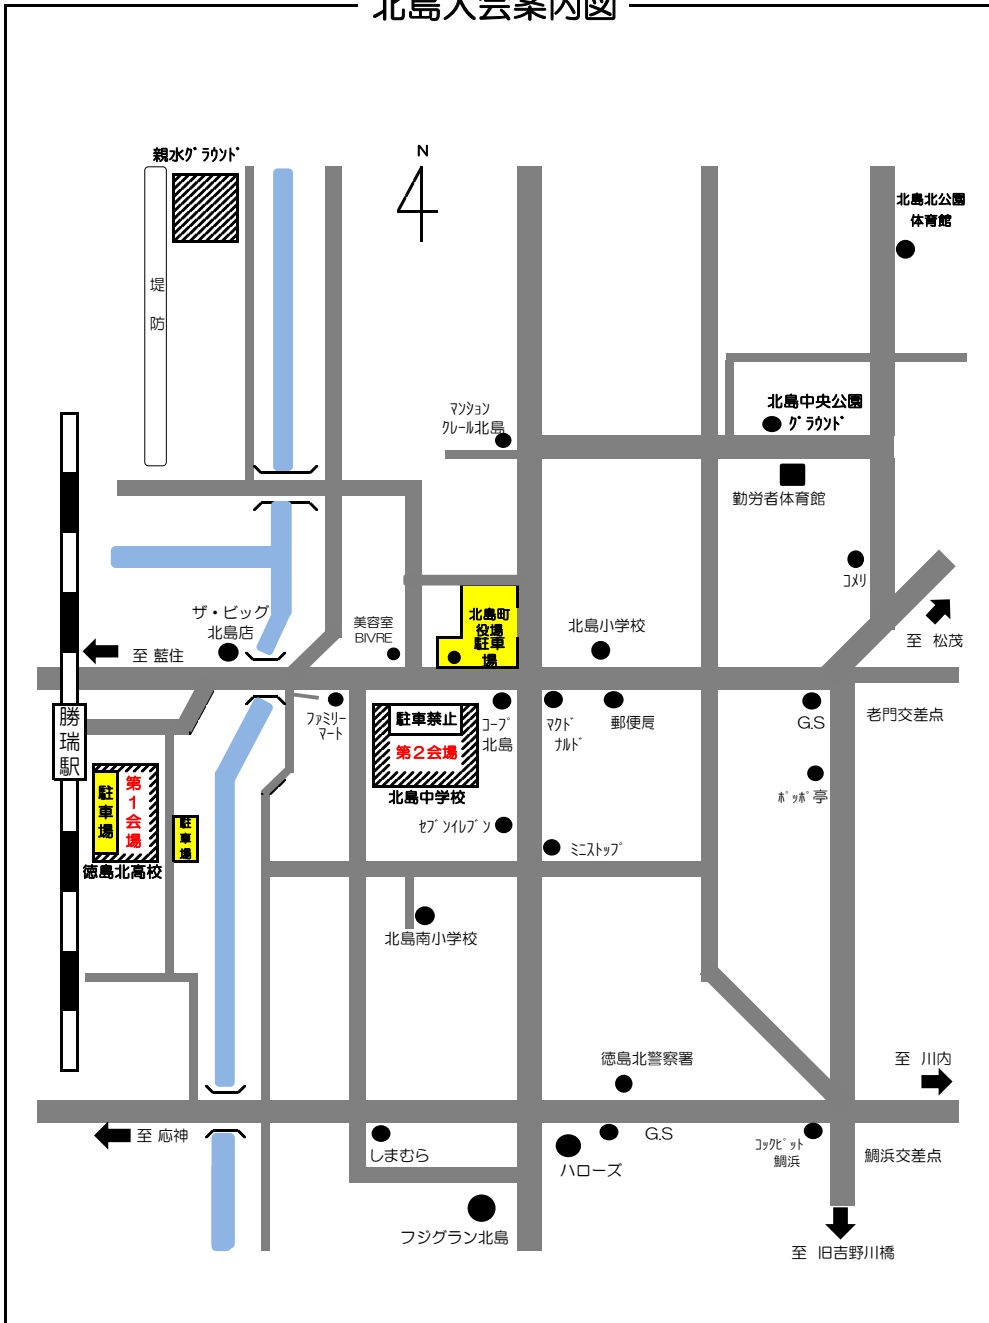 北島大会案内図
親水ｸﾞﾗｳﾝﾄﾞ
N
北島北公園
体育館
堤
防
北島中央公園
ｸﾞﾗｳﾝﾄﾞ
ﾏﾝｼｮﾝ
ｸﾚｰﾙ北島
勤労者体育館
ｺﾒﾘ
ザ・ビッグ
北島店
美容室
BIVRE
北島町
役場
駐車
場
北島小学校
至 松茂
至 藍住
勝
瑞
駅
ﾌｧﾐﾘｰ
ﾏｰﾄ
駐車禁止
第２会場
北島中学校
ｺｰﾌﾟ
北島
ﾏｸﾄﾞ
ﾅﾙﾄﾞ
郵便局
G.S
老門交差点
ﾎﾟｯﾎﾟ亭
駐
車
場
第
１
会
場
駐
車
場
徳島北高校
ｾﾌﾞﾝｲﾚﾌﾞﾝ
ﾐﾆｽﾄｯﾌﾟ
北島南小学校
徳島北警察署
至 川内
至 応神
しまむら
G.S
ハローズ
ｺｯｸﾋﾟｯﾄ
鯛浜
鯛浜交差点
フジグラン北島
至 旧吉野川橋